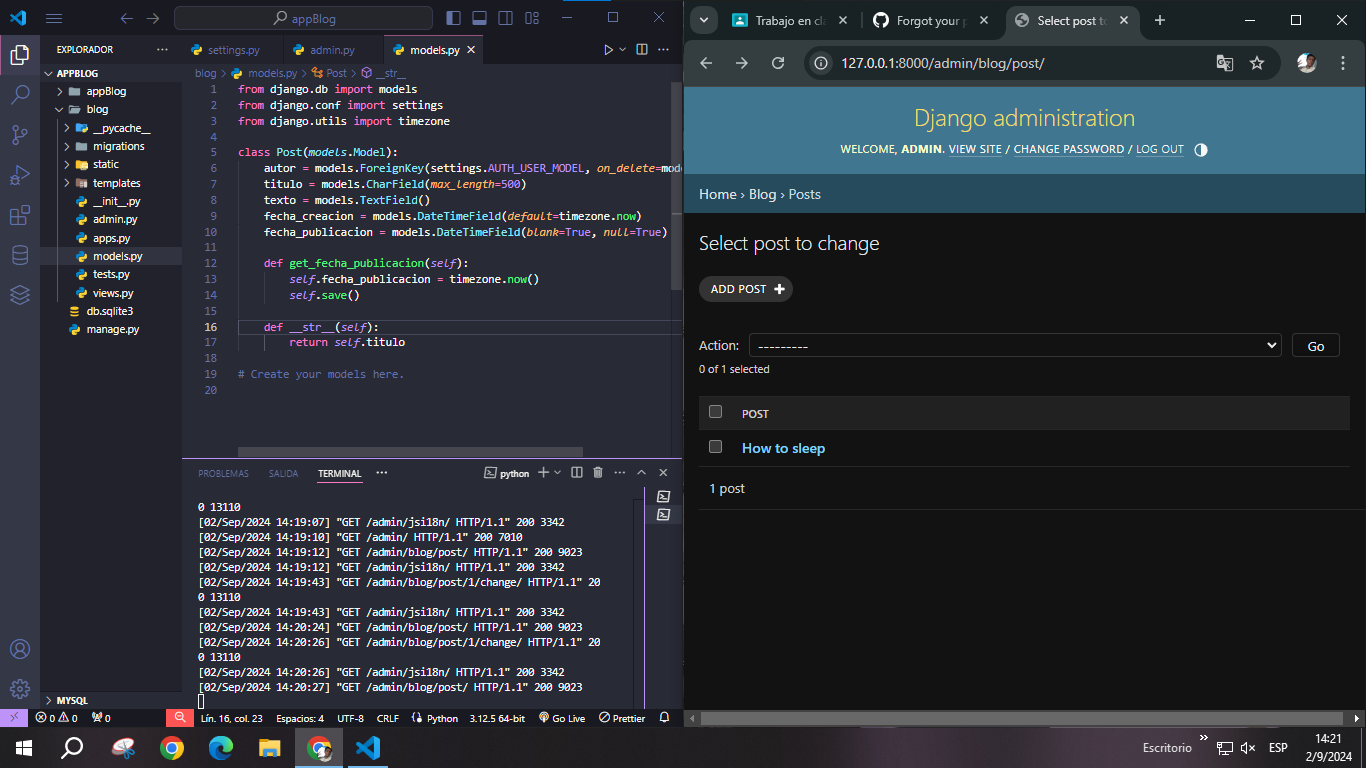 appBlog
EXPLORADOR
APPBLOG
appBlog
blog
__pycache__
migrations
static
templates
__init__.py
admin.py
apps.py
models.py
tests.py
views.py
db.sqlite3
manage.py
MYSQL
settings.py
admin.py
models.py
blog > models.py > Post > __str__
1 from django.db import models
2 from django.conf import settings
3 from django.utils import timezone
4
5 class Post(models.Model):
6 autor = models.ForeignKey(settings.AUTH_USER_MODEL, on_delete=mod
7 titulo = models.CharField(max_length=500)
8 texto = models.TextField()
9 fecha_creacion = models.DateTimeField(default=timezone.now)
10 fecha_publicacion = models.DateTimeField(blank=True, null=True)
11
12 def get_fecha_publicacion(self):
13 self.fecha_publicacion = timezone.now()
14 self.save()
15
16 def __str__(self):
17 return self.titulo
18
19 # Create your models here.
20
PROBLEMAS SALIDA TERMINAL
python
0 13110
[02/Sep/2024 14:19:07] "GET /admin/jsi18n/ HTTP/1.1" 200 3342
[02/Sep/2024 14:19:10] "GET /admin/ HTTP/1.1" 200 7010
[02/Sep/2024 14:19:12] "GET /admin/blog/post/ HTTP/1.1" 200 9023
[02/Sep/2024 14:19:12] "GET /admin/jsi18n/ HTTP/1.1" 200 3342
[02/Sep/2024 14:19:43] "GET /admin/blog/post/1/change/ HTTP/1.1" 20
0 13110
[02/Sep/2024 14:19:43] "GET /admin/jsi18n/ HTTP/1.1" 200 3342
[02/Sep/2024 14:20:24] "GET /admin/blog/post/ HTTP/1.1" 200 9023
[02/Sep/2024 14:20:26] "GET /admin/blog/post/1/change/ HTTP/1.1" 20
0 13110
[02/Sep/2024 14:20:26] "GET /admin/jsi18n/ HTTP/1.1" 200 3342
[02/Sep/2024 14:20:27] "GET /admin/blog/post/ HTTP/1.1" 200 9023
0 0 0 Lín. 16, col. 23 Espacios: 4 UTF-8 CRLF Python 3.12.5 64-bit Go Live Prettier
Trabajo en cl
Forgot your p
Select post to
127.0.0.1:8000/admin/blog/post/
Django administration
WELCOME, ADMIN. VIEW SITE / CHANGE PASSWORD / LOG OUT
Home › Blog › Posts
Select post to change
ADD POST +
Action: --------- Go
0 of 1 selected
POST
How to sleep
1 post
Escritorio » ESP
14:21
2/9/2024